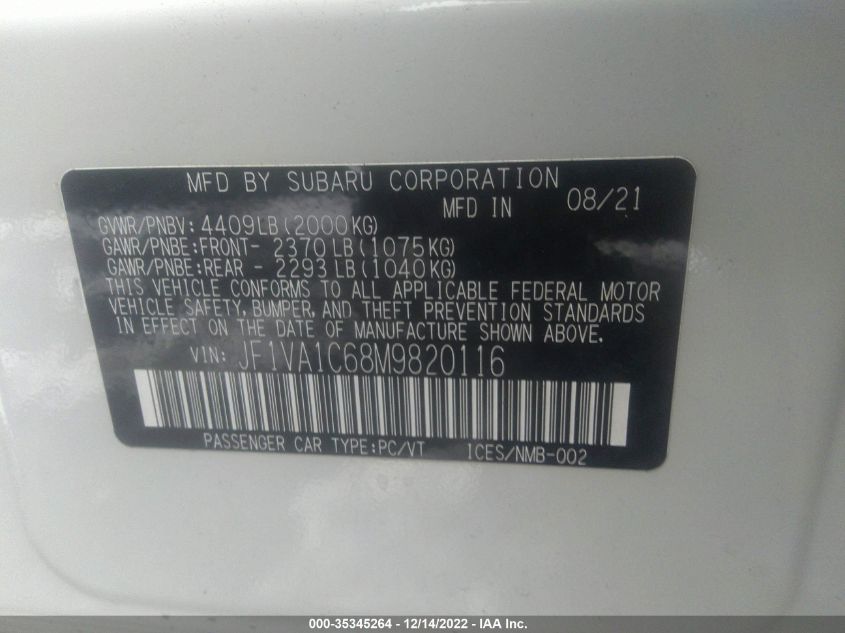 MFD BY SUBARU CORPORATION
MFD IN 08/21
GVWR/PNBV: 4409LB(2000KG)
GAWR/PNBE:FRONT- 2370LB(1075KG)
GAWR/PNBE:REAR - 2293LB(1040KG)
THIS VEHICLE CONFORMS TO ALL APPLICABLE FEDERAL MOTOR
VEHICLE SAFETY, BUMPER, AND THEFT PREVENTION STANDARDS
IN EFFECT ON THE DATE OF MANUFACTURE SHOWN ABOVE.
VIN: JF1VA1C68M9820116
PASSENGER CAR TYPE:PC/VT ICES/NMB-002
000-35345264 - 12/14/2022 - IAA Inc.